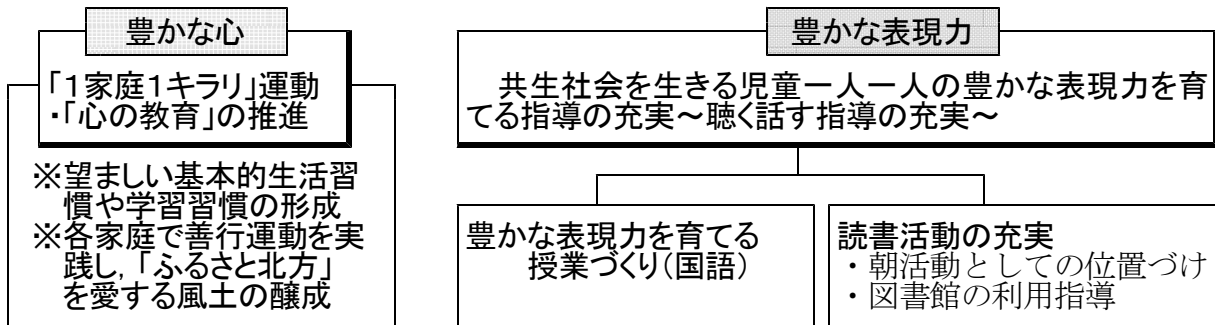 豊かな心
「1家庭1キラリ」運動
・「心の教育」の推進
※望ましい基本的生活習
慣や学習習慣の形成
※各家庭で善行運動を実
践し,「ふるさと北方」
を愛する風土の醸成
豊かな表現力
共生社会を生きる児童一人一人の豊かな表現力を育
てる指導の充実～聴く話す指導の充実～
豊かな表現力を育てる
授業づくり(国語)
読書活動の充実
・朝活動としての位置づけ
・図書館の利用指導